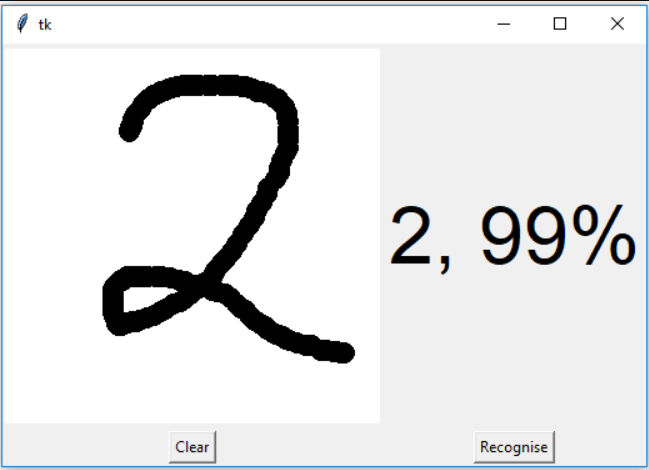 tk
2
2, 99%
Clear
Recognise